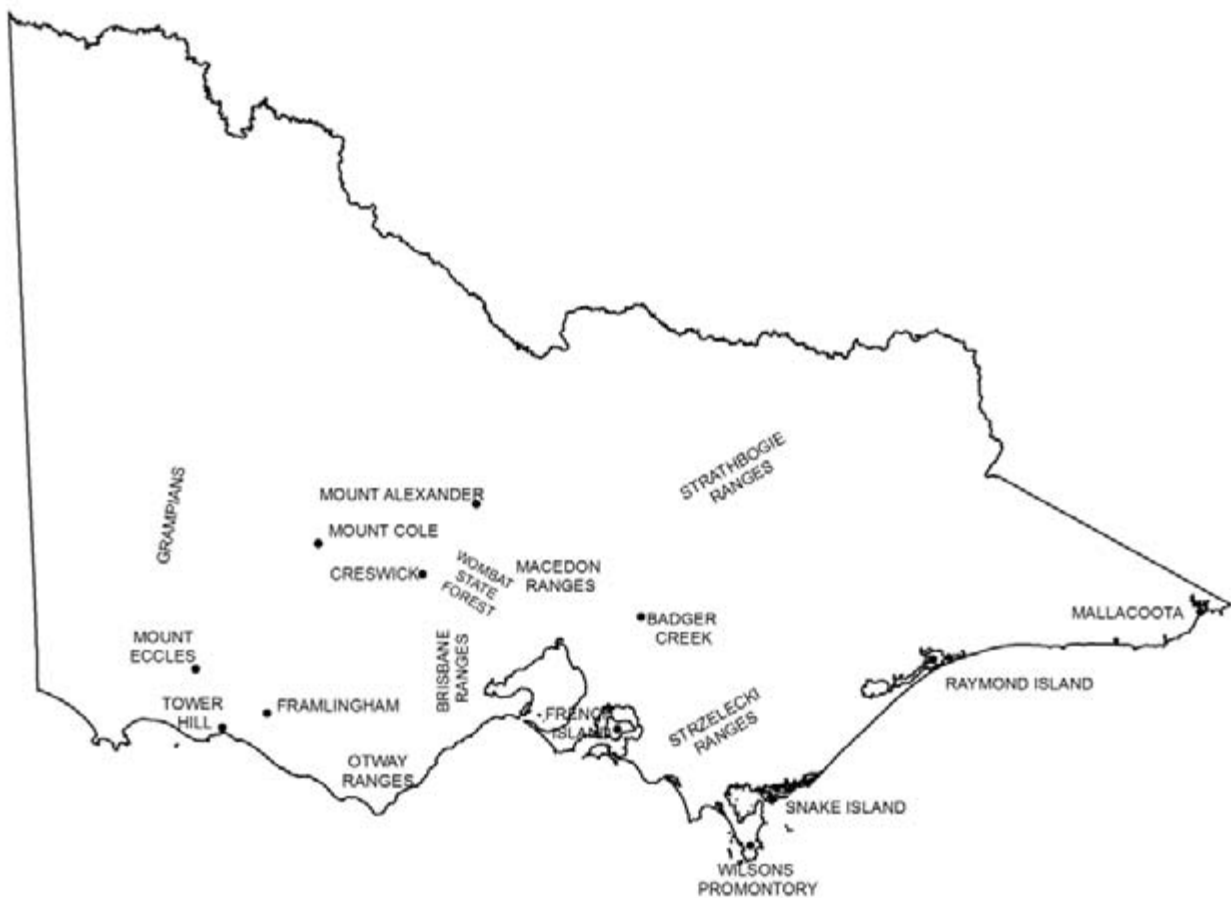 STRATHBOGIE
RANGES
GRAMPIANS
MOUNT ALEXANDER
MOUNT COLE
CRESWICK
WOMBAT
STATE
FOREST
MACEDON
RANGES
BADGER
CREEK
MALLACOOTA
MOUNT
ECCLES
BRISBANE
RANGES
RAYMOND ISLAND
TOWER
HILL
FRAMLINGHAM
FRENCH
ISLAND
STRZELECKI
RANGES
OTWAY
RANGES
SNAKE ISLAND
WILSONS
PROMONTORY